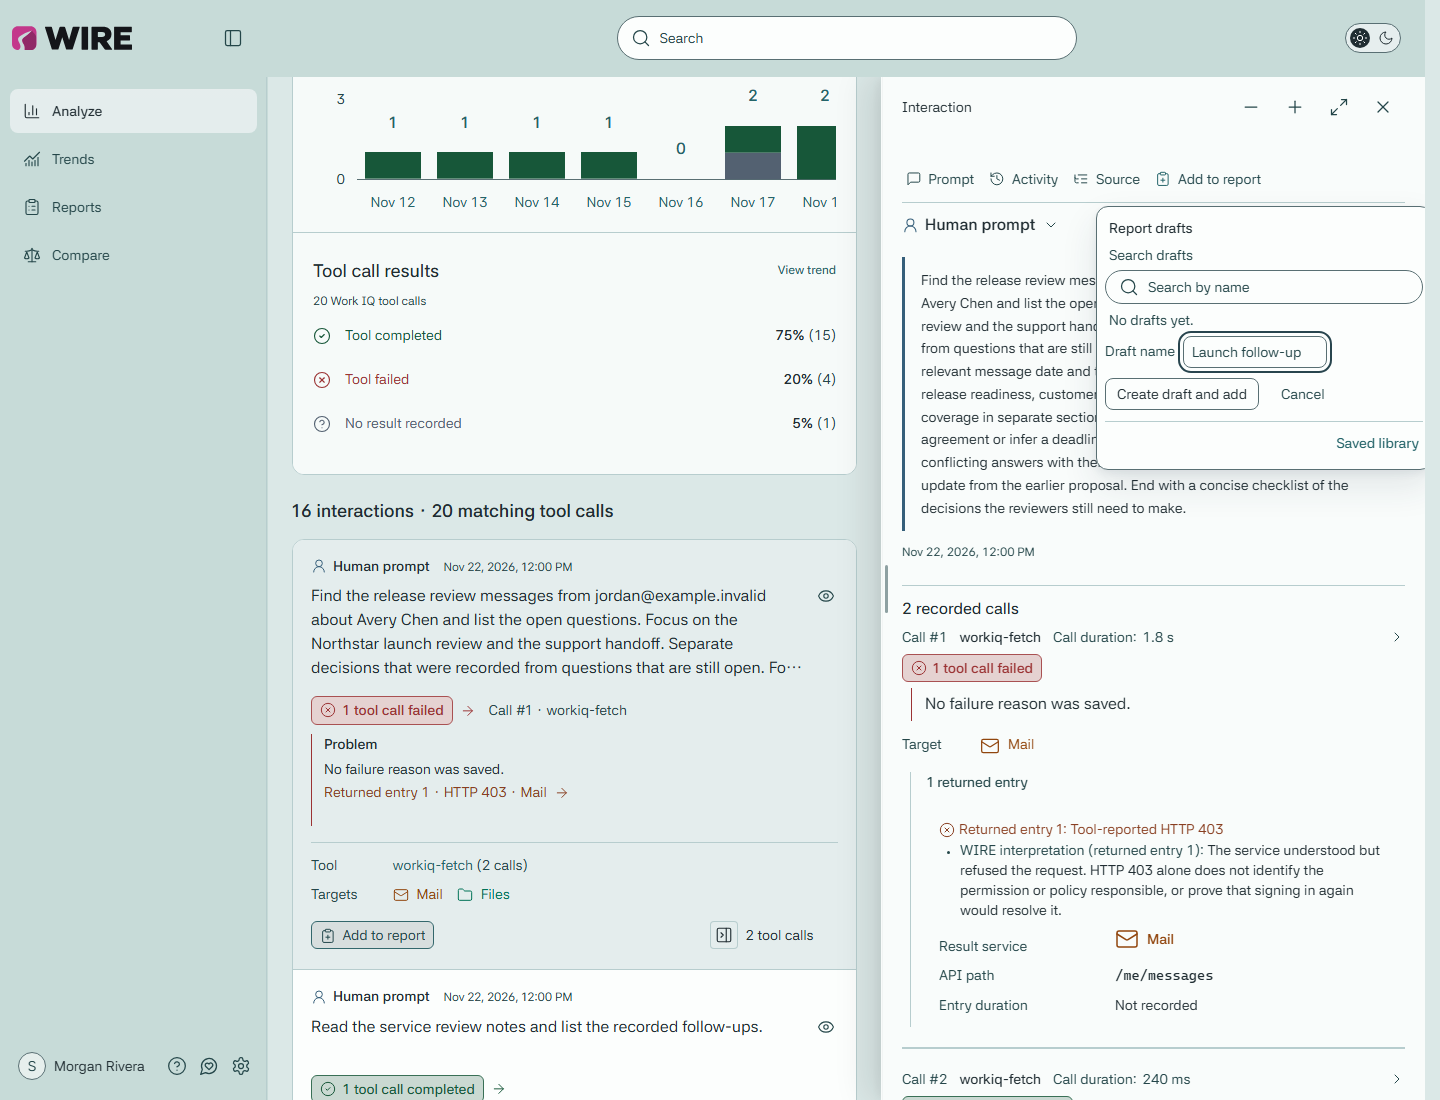 WIRE
Search
Analyze
Trends
Reports
Compare
S
Morgan Rivera
3
0
1
1
1
1
0
2
2
Nov 12
Nov 13
Nov 14
Nov 15
Nov 16
Nov 17
Nov 1
Tool call results
View trend
20 Work IQ tool calls
Tool completed
75% (15)
Tool failed
20% (4)
No result recorded
5% (1)
16 interactions · 20 matching tool calls
Human prompt Nov 22, 2026, 12:00 PM
Find the release review messages from jordan@example.invalid
about Avery Chen and list the open questions. Focus on the
Northstar launch review and the support handoff. Separate
decisions that were recorded from questions that are still open. Fo···
1 tool call failed → Call #1 · workiq-fetch
Problem
No failure reason was saved.
Returned entry 1 · HTTP 403 · Mail →
Tool workiq-fetch (2 calls)
Targets Mail Files
Add to report
2 tool calls
Human prompt Nov 22, 2026, 12:00 PM
Read the service review notes and list the recorded follow-ups.
1 tool call completed →
Interaction
Prompt Activity Source Add to report
Human prompt
Find the release review mes
Avery Chen and list the oper
review and the support hand
from questions that are still
relevant message date and
release readiness, customer
coverage in separate section
agreement or infer a deadlin
conflicting answers with the
update from the earlier proposal. End with a concise checklist of the
decisions the reviewers still need to make.
Nov 22, 2026, 12:00 PM
Report drafts
Search drafts
Search by name
No drafts yet.
Draft name Launch follow-up
Create draft and add Cancel
Saved library
2 recorded calls
Call #1 workiq-fetch Call duration: 1.8 s
1 tool call failed
No failure reason was saved.
Target Mail
1 returned entry
Returned entry 1: Tool-reported HTTP 403
• WIRE interpretation (returned entry 1): The service understood but
refused the request. HTTP 403 alone does not identify the
permission or policy responsible, or prove that signing in again
would resolve it.
Result service Mail
API path /me/messages
Entry duration Not recorded
Call #2 workiq-fetch Call duration: 240 ms